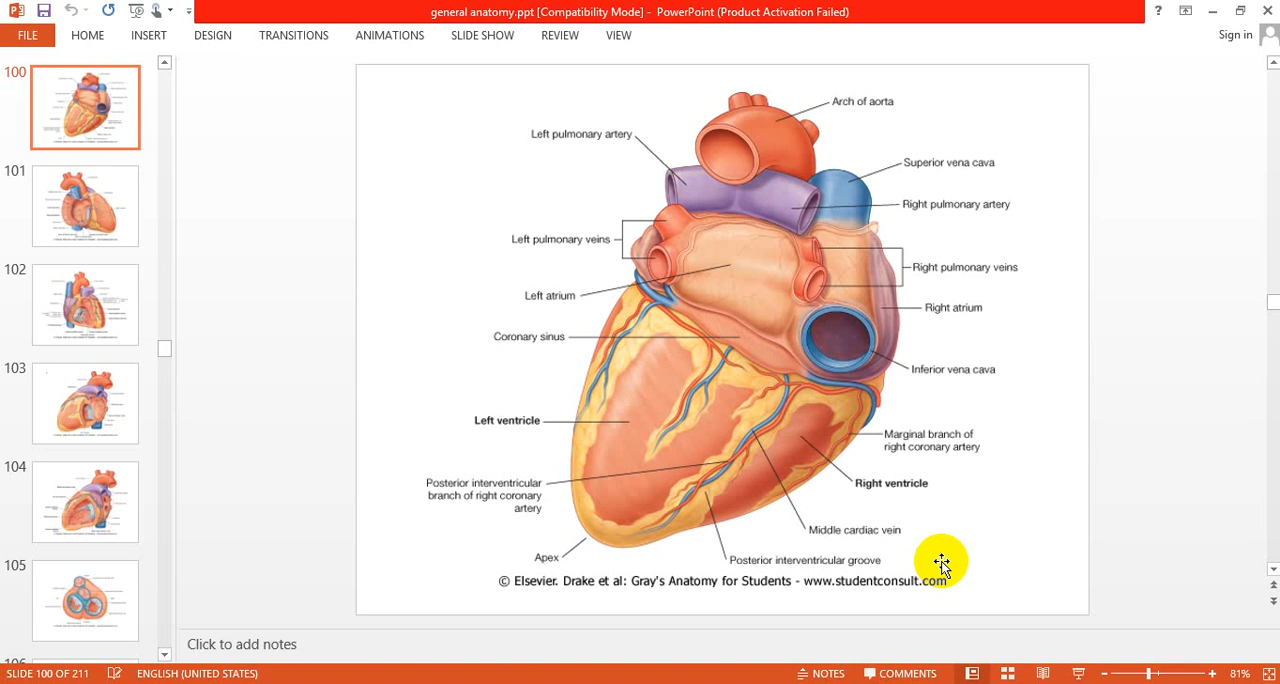 general anatomy.ppt [Compatibility Mode] - PowerPoint (Product Activation Failed)
?
FILE
HOME
INSERT
DESIGN
TRANSITIONS
ANIMATIONS
SLIDE SHOW
REVIEW
VIEW
Sign in
100
101
102
103
104
105
Arch of aorta
Left pulmonary artery
Superior vena cava
Right pulmonary artery
Left pulmonary veins
Right pulmonary veins
Left atrium
Right atrium
Coronary sinus
Inferior vena cava
Left ventricle
Marginal branch of
right coronary artery
Posterior interventricular
branch of right coronary
artery
Right ventricle
Middle cardiac vein
Apex
Posterior interventricular groove
© Elsevier. Drake et al: Gray's Anatomy for Students - www.studentconsult.com
Click to add notes
SLIDE 100 OF 211
ENGLISH (UNITED STATES)
NOTES
COMMENTS
81%